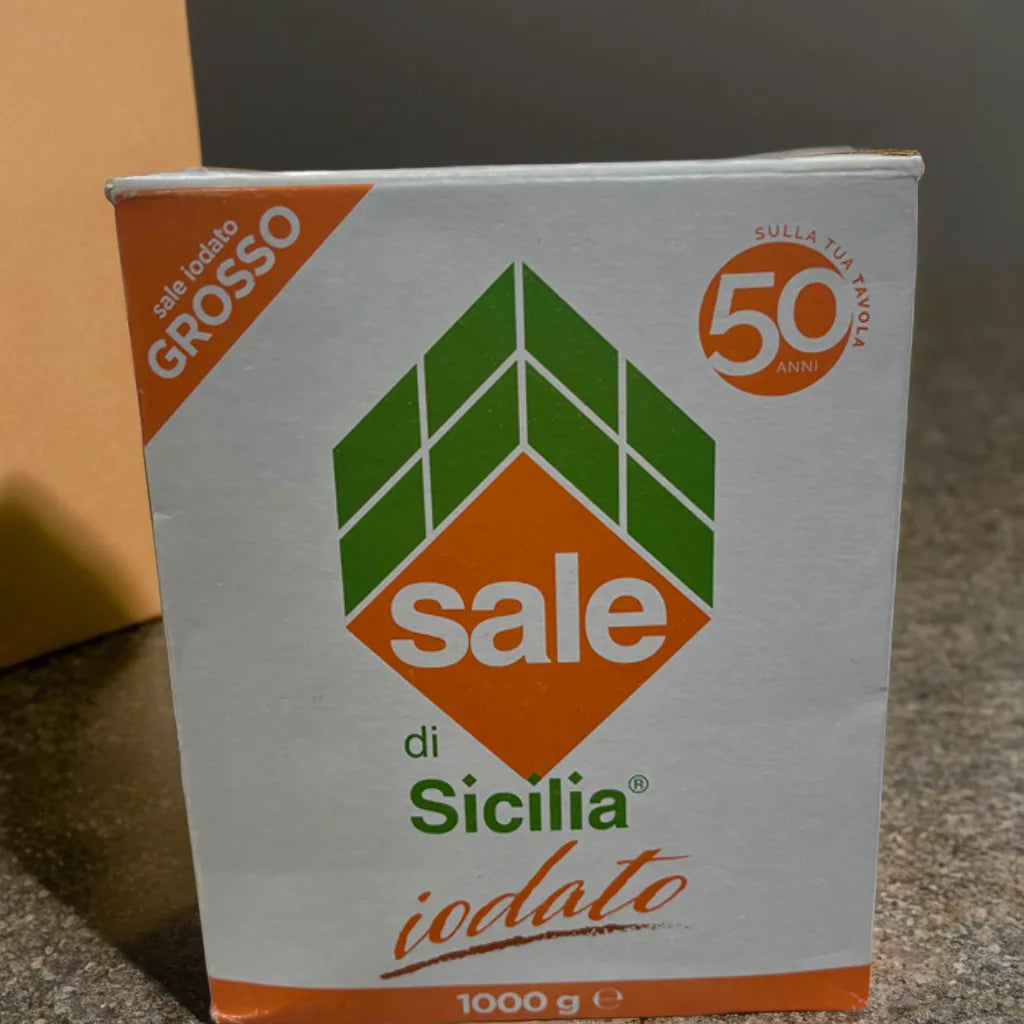 sale iodato
GROSSO
SULLA TUA TAVOLA
50
ANNI
sale
di
Sicilia®
iodato
1000 g ℮